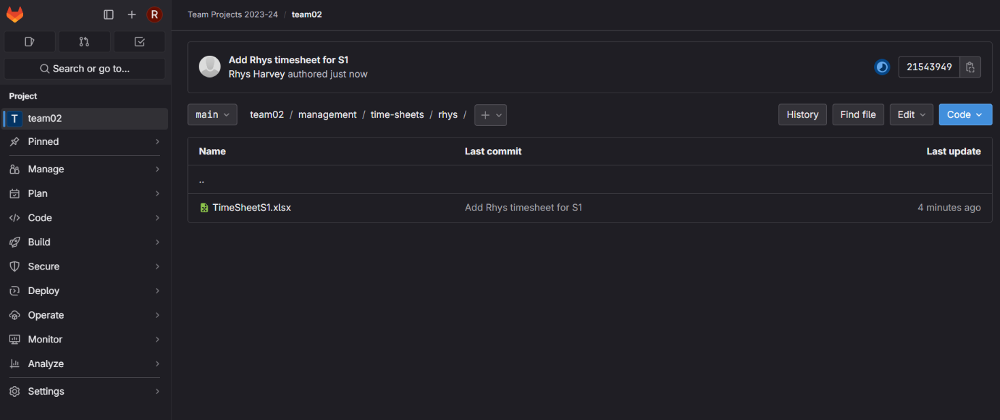 R
Search or go to...
Project
T team02
Pinned
Manage
Plan
Code
Build
Secure
Deploy
Operate
Monitor
Analyze
Settings
Team Projects 2023-24 / team02
Add Rhys timesheet for S1
Rhys Harvey authored just now
21543949
main team02 / management / time-sheets / rhys / +
History Find file Edit Code
Name Last commit Last update
..
TimeSheetS1.xlsx Add Rhys timesheet for S1 4 minutes ago